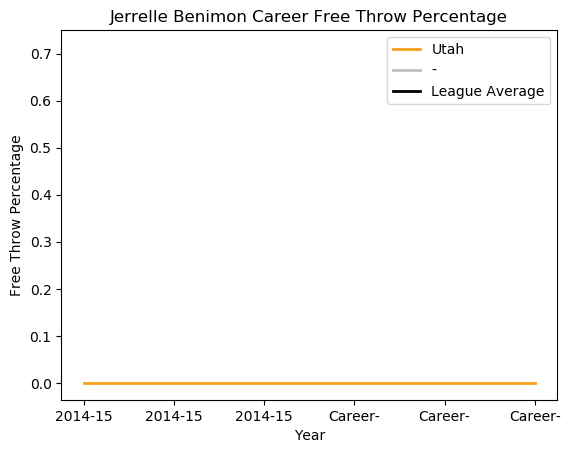 Jerrelle Benimon Career Free Throw Percentage
Utah
-
League Average
Free Throw Percentage
0.7
0.6
0.5
0.4
0.3
0.2
0.1
0.0
2014-15 2014-15 2014-15 Career- Career- Career-
Year